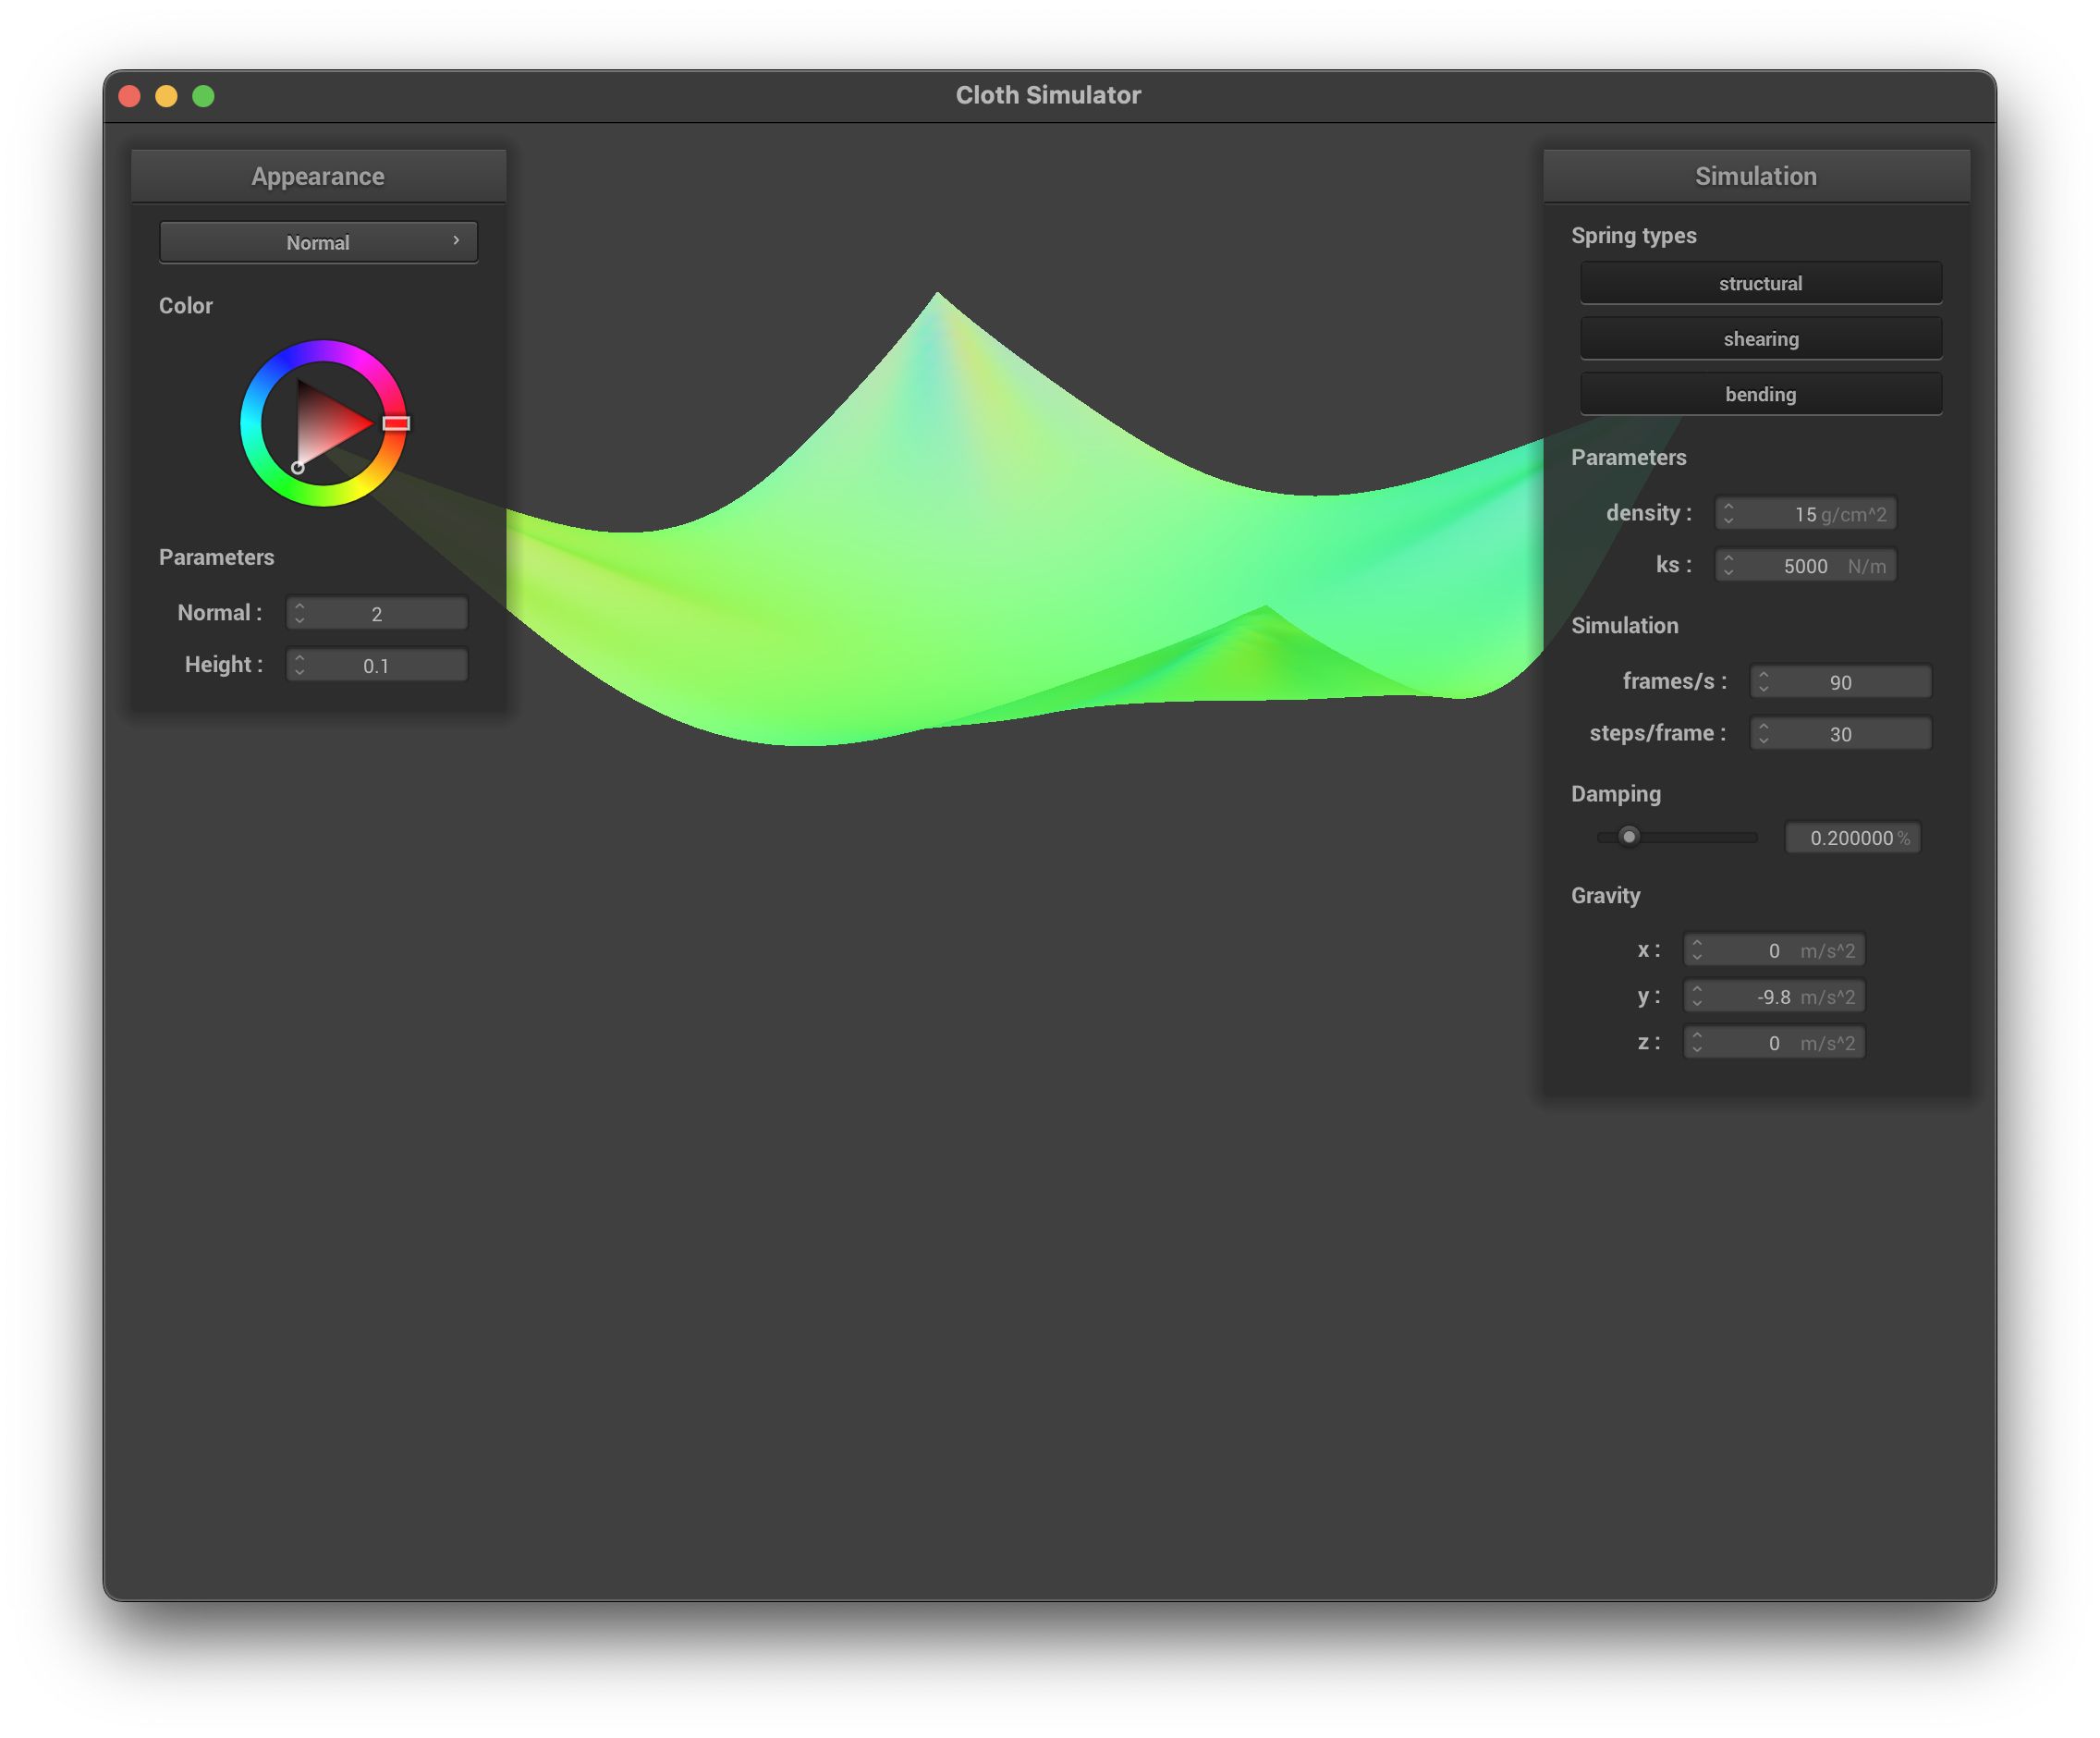 Cloth Simulator
Appearance
Normal
Color
Parameters
Normal : 2
Height : 0.1
Simulation
Spring types
structural
shearing
bending
Parameters
density : 15 g/cm^2
ks : 5000 N/m
Simulation
frames/s : 90
steps/frame : 30
Damping
0.200000 %
Gravity
x : 0 m/s^2
y : -9.8 m/s^2
z : 0 m/s^2